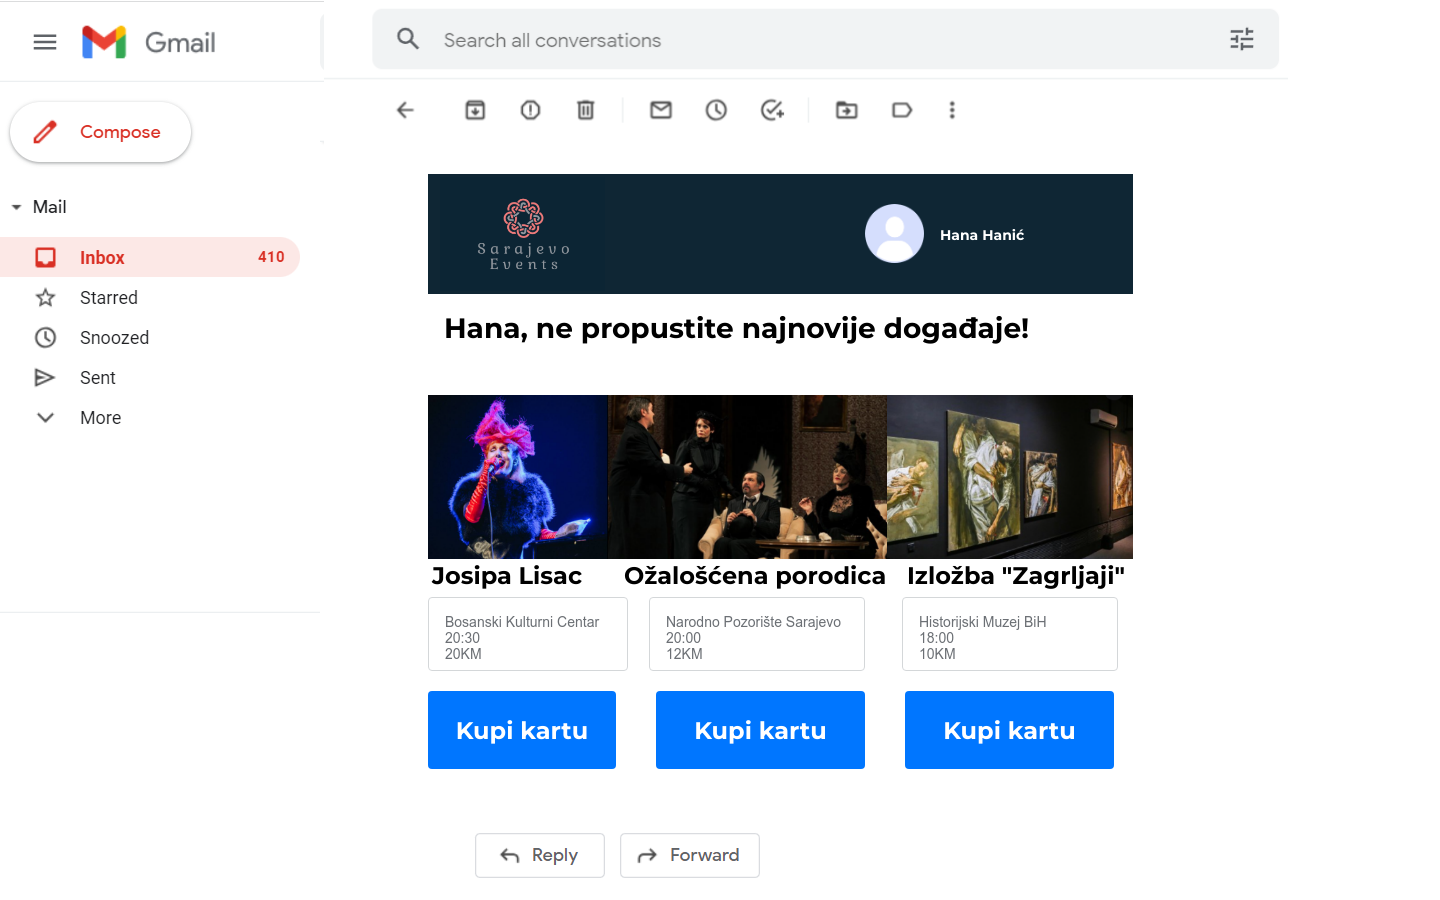 Gmail
Search all conversations
Compose
Mail
Inbox 410
Starred
Snoozed
Sent
More
Sarajevo
Events
Hana Hanić
Hana, ne propustite najnovije događaje!
Josipa Lisac
Bosanski Kulturni Centar
20:30
20KM
Kupi kartu
Ožalošćena porodica
Narodno Pozorište Sarajevo
20:00
12KM
Kupi kartu
Izložba "Zagrljaji"
Historijski Muzej BiH
18:00
10KM
Kupi kartu
Reply
Forward